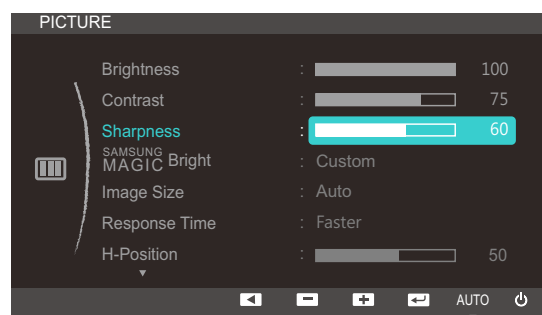 PICTURE
Brightness : 100
Contrast : 75
Sharpness : 60
SAMSUNG
MAGIC Bright : Custom
Image Size : Auto
Response Time : Faster
H-Position : 50
AUTO